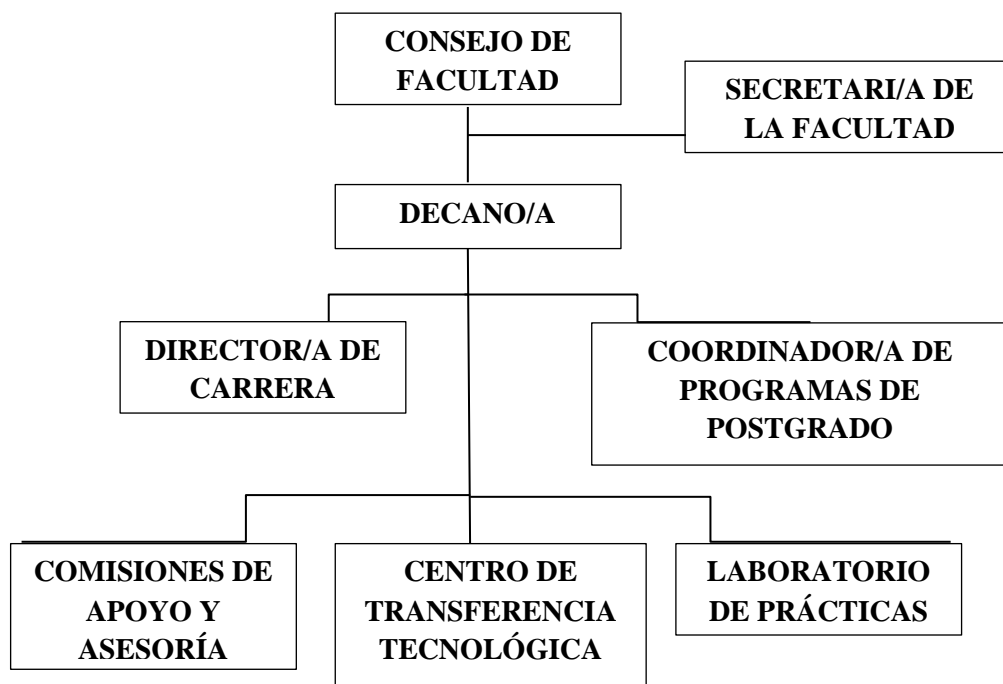 CONSEJO DE
FACULTAD
SECRETARI/A DE
LA FACULTAD
DECANO/A
DIRECTOR/A DE
CARRERA
COORDINADOR/A DE
PROGRAMAS DE
POSTGRADO
COMISIONES DE
APOYO Y
ASESORÍA
CENTRO DE
TRANSFERENCIA
TECNOLÓGICA
LABORATORIO
DE PRÁCTICAS